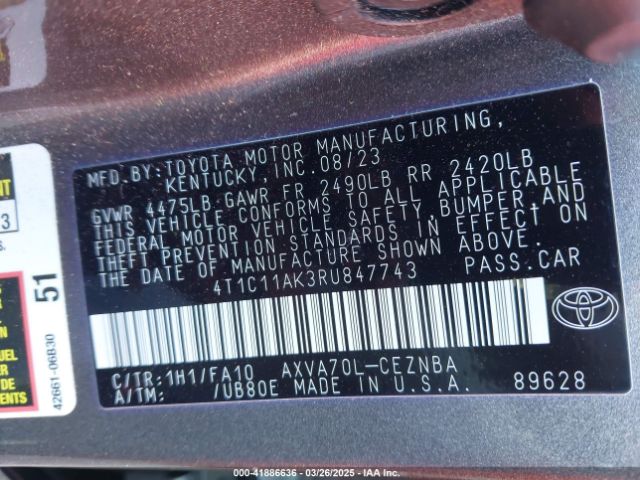 MFD.BY:TOYOTA MOTOR MANUFACTURING,
KENTUCKY, INC.08/23
GVWR 4475LB GAWR FR 2490LB RR 2420LB
THIS VEHICLE CONFORMS TO ALL APPLICABLE
FEDERAL MOTOR VEHICLE SAFETY,BUMPER,AND
THEFT PREVENTION STANDARDS IN EFFECT ON
THE DATE OF MANUFACTURE SHOWN ABOVE.
4T1C11AK3RU847743 PASS.CAR
C/TR:1H1/FA10 AXVA70L-CEZNBA
A/TM: /UB80E MADE IN U.S.A. 89628
TOYOTA
51
42661-06B30
000-41886636 - 03/26/2025 - IAA Inc.